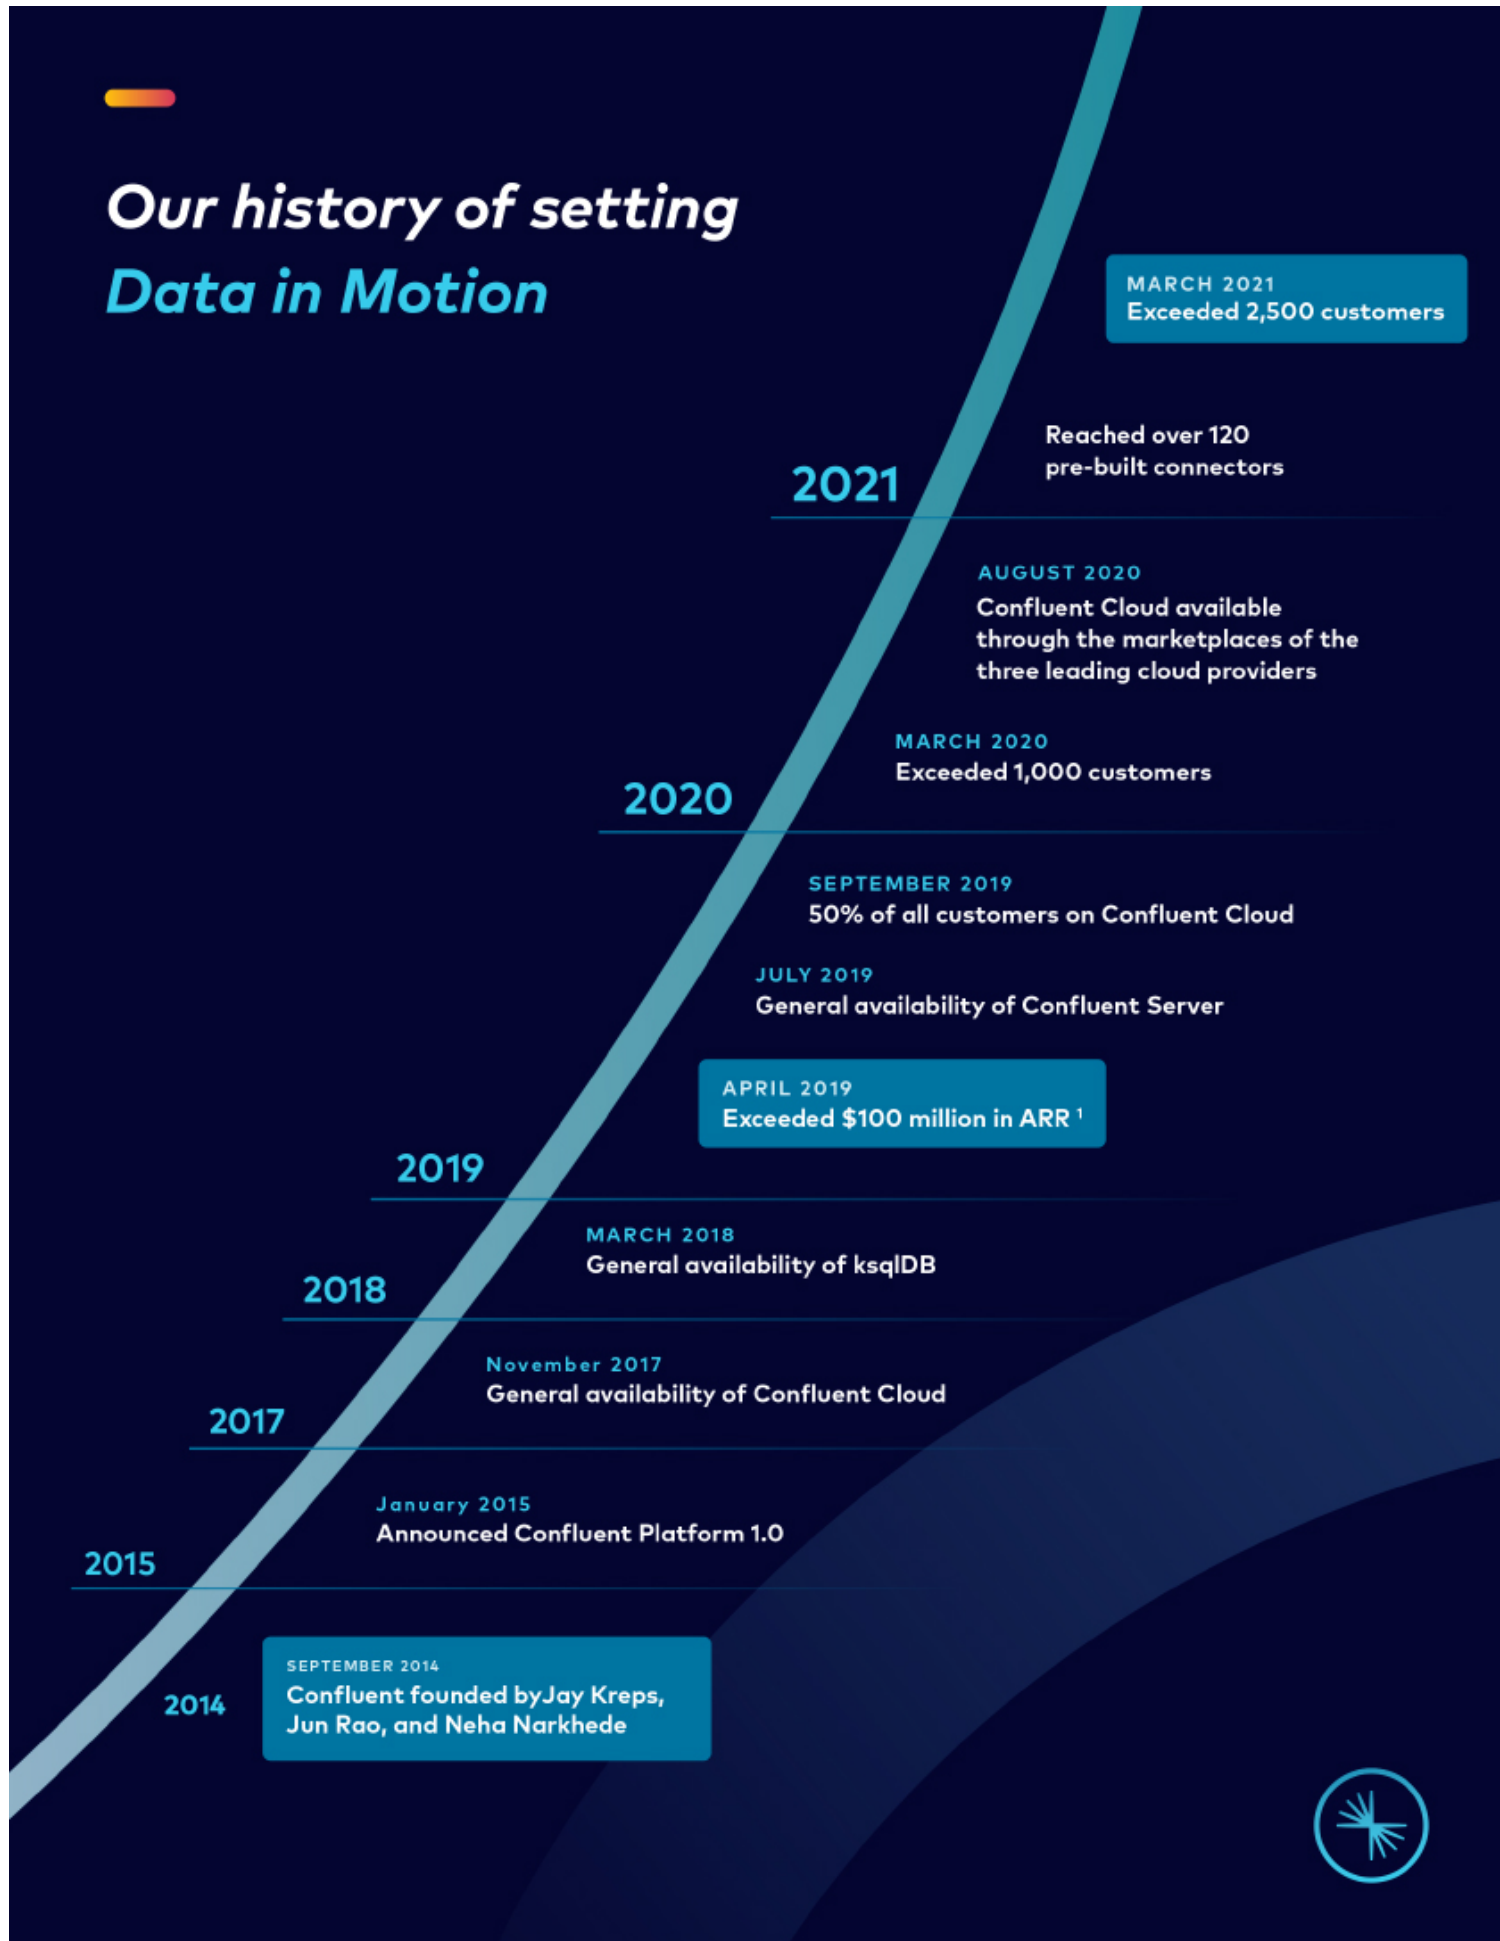 Our history of setting
Data in Motion
MARCH 2021
Exceeded 2,500 customers
Reached over 120
pre-built connectors
2021
AUGUST 2020
Confluent Cloud available
through the marketplaces of the
three leading cloud providers
MARCH 2020
Exceeded 1,000 customers
2020
SEPTEMBER 2019
50% of all customers on Confluent Cloud
JULY 2019
General availability of Confluent Server
APRIL 2019
Exceeded $100 million in ARR ¹
2019
MARCH 2018
General availability of ksqlDB
2018
November 2017
General availability of Confluent Cloud
2017
January 2015
Announced Confluent Platform 1.0
2015
SEPTEMBER 2014
Confluent founded byJay Kreps,
Jun Rao, and Neha Narkhede
2014